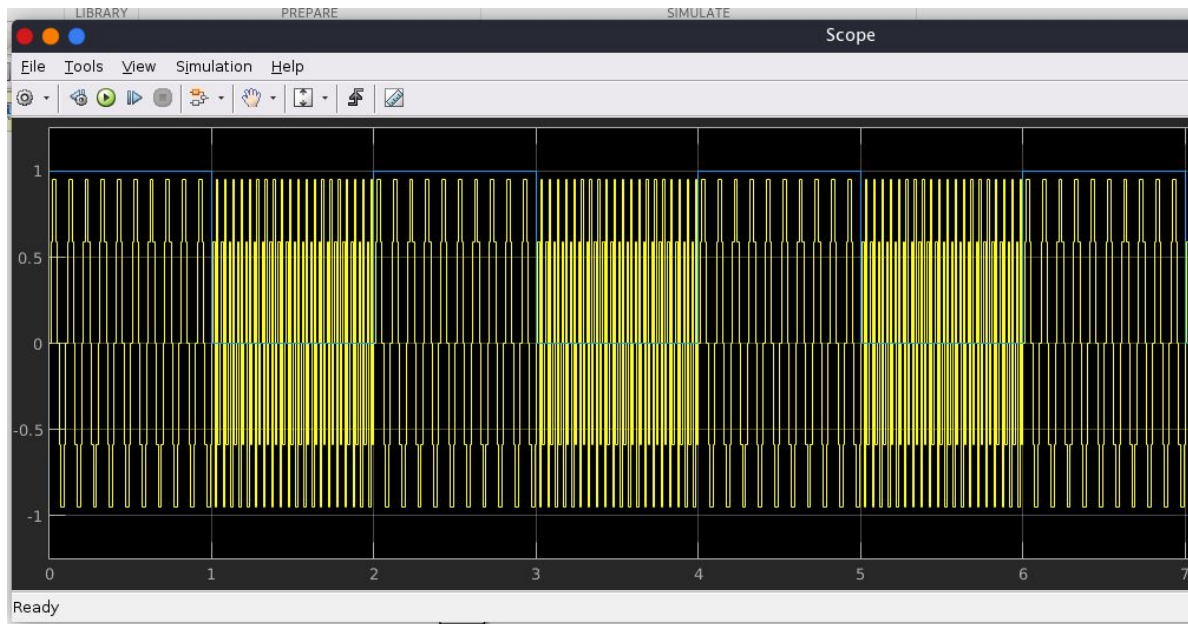 LIBRARY PREPARE SIMULATE
Scope
File Tools View Simulation Help
1
0.5
0
-0.5
-1
0 1 2 3 4 5 6 7
Ready